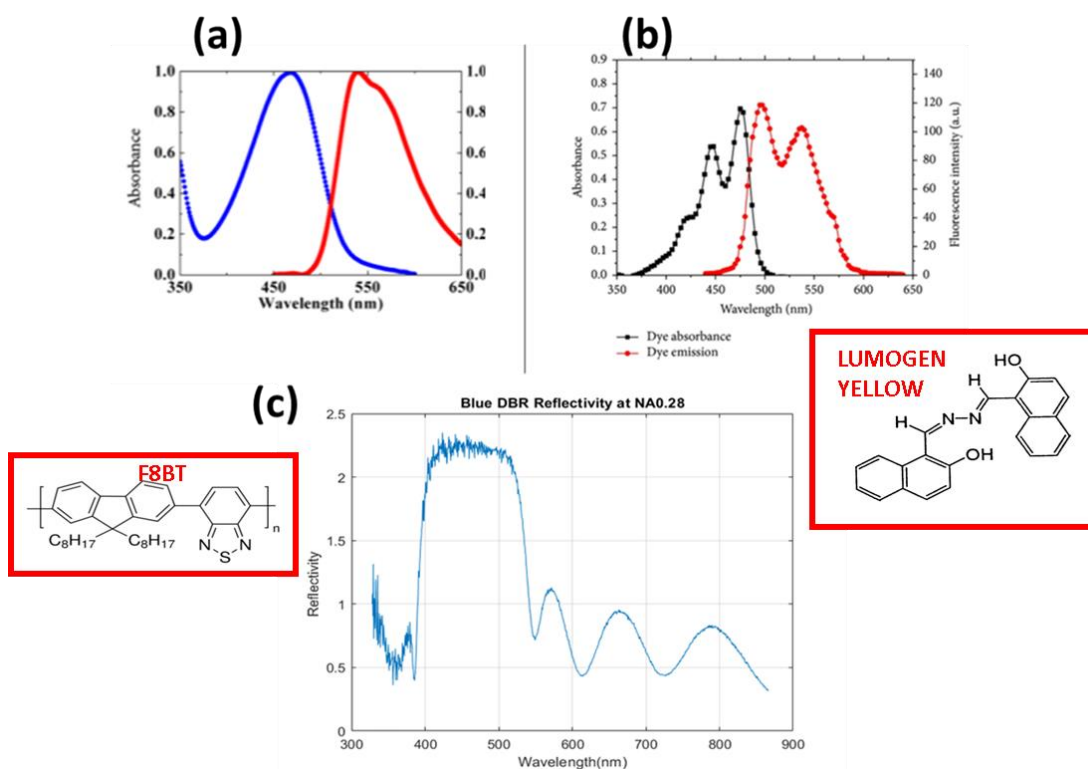 (a)
1.0
0.8
0.6
0.4
0.2
0.0
Absorbance
350
450
550
650
Wavelength (nm)
1.0
0.8
0.6
0.4
0.2
0.0
(b)
0.9
0.8
0.7
0.6
0.5
0.4
0.3
0.2
0.1
0.0
Absorbance
140
120
100
80
60
40
20
0
Fluorescence intensity (a.u.)
350
400
450
500
550
600
650
Wavelength (nm)
Dye absorbance
Dye emission
LUMOGEN
YELLOW
HO
H
N
N
H
OH
(c)
Blue DBR Reflectivity at NA0.28
2.5
2
1.5
1
0.5
0
Reflectivity
300
400
500
600
700
800
900
Wavelength(nm)
F8BT
C8H17
C8H17
N
S
N
n